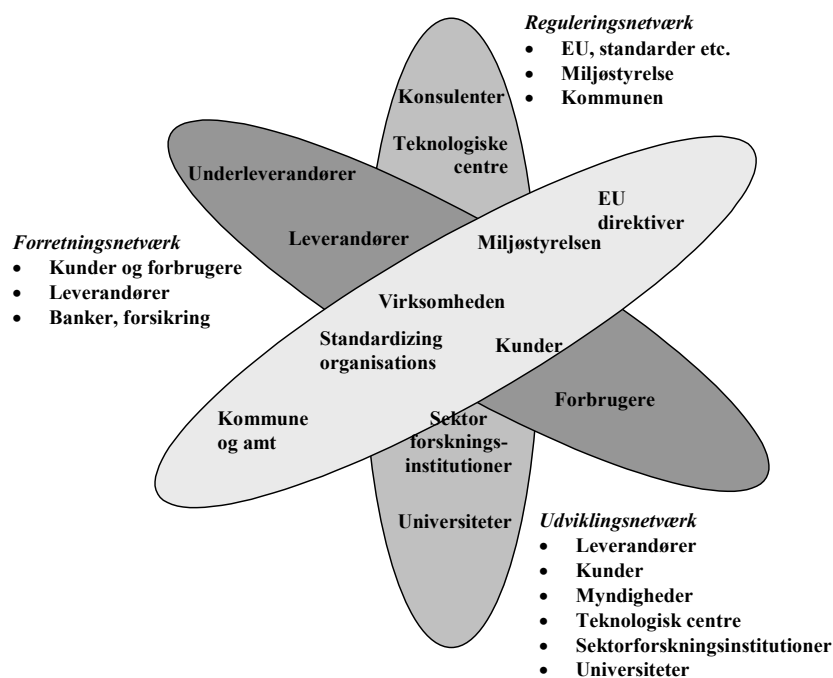 Reguleringsnetværk
• EU, standarder etc.
• Miljøstyrelse
• Kommunen
Konsulenter
Teknologiske
centre
Underleverandører
EU
direktiver
Leverandører
Miljøstyrelsen
Forretningsnetværk
• Kunder og forbrugere
• Leverandører
• Banker, forsikring
Virksomheden
Standardizing
organisations
Kunder
Forbrugere
Kommune
og amt
Sektor
forsknings-
institutioner
Universiteter
Udviklingsnetværk
• Leverandører
• Kunder
• Myndigheder
• Teknologisk centre
• Sektorforskningsinstitutioner
• Universiteter